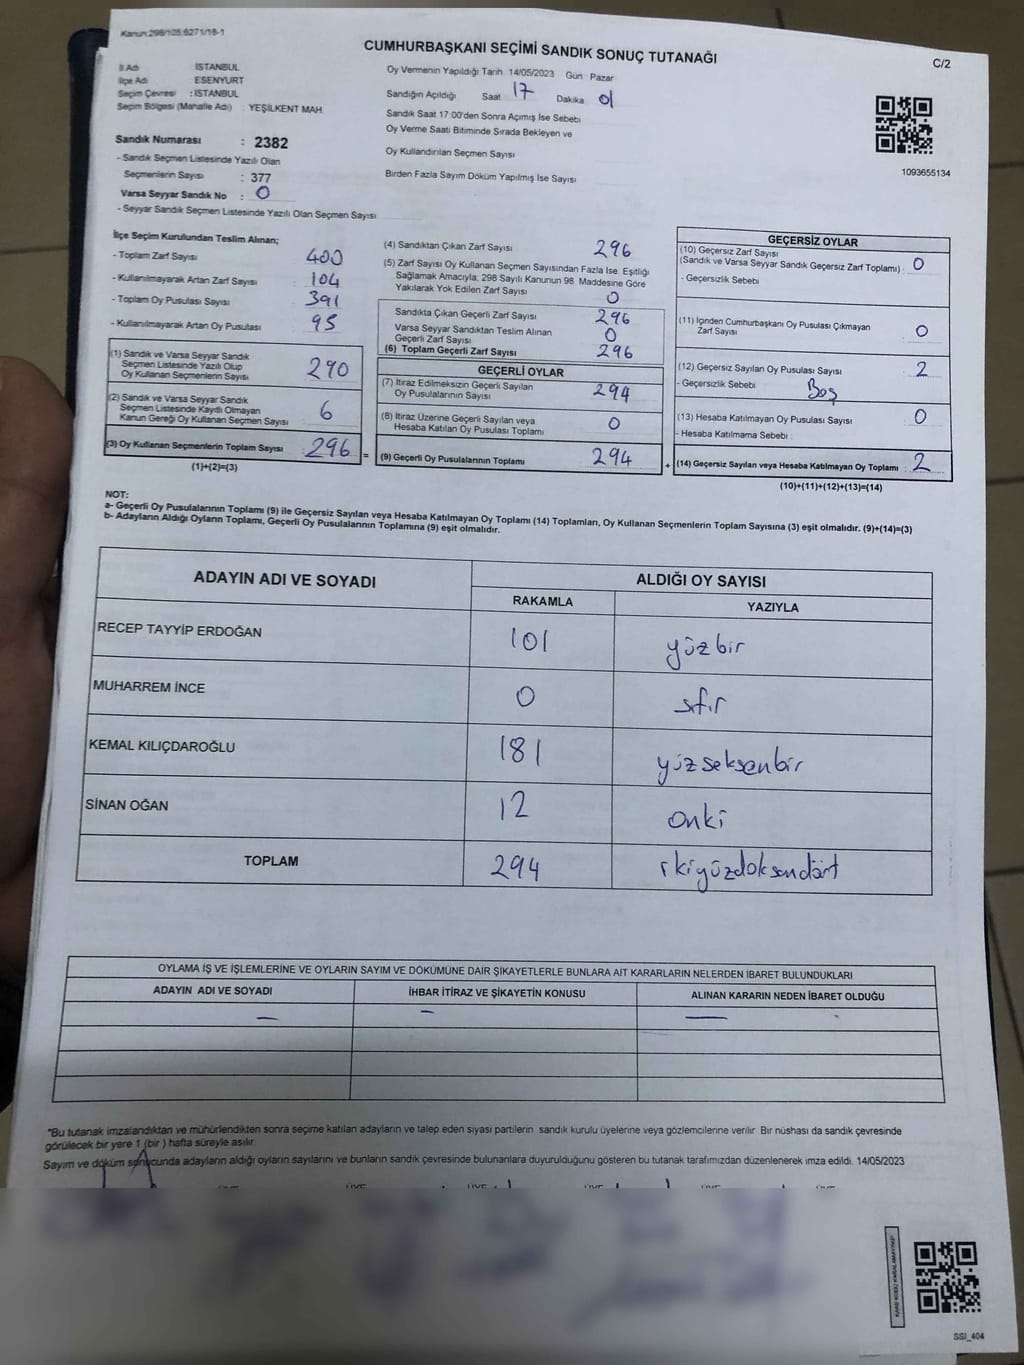 Kanun:298/105,6271/18-1
CUMHURBAŞKANI SEÇİMİ SANDIK SONUÇ TUTANAĞI
C/2
İl Adı İSTANBUL
İlçe Adı ESENYURT
Seçim Çevresi : İSTANBUL
Seçim Bölgesi (Mahalle Adı) : YEŞİLKENT MAH.
Oy Vermenin Yapıldığı Tarih 14/05/2023 Gün : Pazar
Sandığın Açıldığı Saat 17 Dakika 01
Sandık Saat 17:00'den Sonra Açımış İse Sebebi
Oy Verme Saati Bitiminde Sırada Bekleyen ve
Oy Kullandırılan Seçmen Sayısı
Birden Fazla Sayım Döküm Yapılmış İse Sayısı
1093655134
Sandık Numarası : 2382
- Sandık Seçmen Listesinde Yazılı Olan
Seçmenlerin Sayısı : 377
Varsa Seyyar Sandık No : 0
- Seyyar Sandık Seçmen Listesinde Yazılı Olan Seçmen Sayısı
İlçe Seçim Kurulundan Teslim Alınan;
- Toplam Zarf Sayısı 400
- Kullanılmayarak Artan Zarf Sayısı : 104
- Toplam Oy Pusulası Sayısı 391
- Kullanılmayarak Artan Oy Pusulası 95
(1) Sandık ve Varsa Seyyar Sandık
Seçmen Listesinde Yazılı Olup
Oy Kullanan Seçmenlerin Sayısı 290
(2) Sandık ve Varsa Seyyar Sandık
Seçmen Listesinde Kayıtlı Olmayan
Kanun Gereği Oy Kullanan Seçmen Sayısı 6
(3) Oy Kullanan Seçmenlerin Toplam Sayısı 296 =
(1)+(2)=(3)
(4) Sandıktan Çıkan Zarf Sayısı 296
(5) Zarf Sayısı Oy Kullanan Seçmen Sayısından Fazla İse, Eşitliği
Sağlamak Amacıyla; 298 Sayılı Kanunun 98. Maddesine Göre
Yakılarak Yok Edilen Zarf Sayısı 0
Sandıkta Çıkan Geçerli Zarf Sayısı 296
Varsa Seyyar Sandıktan Teslim Alınan
Geçerli Zarf Sayısı 0
(6) Toplam Geçerli Zarf Sayısı 296
GEÇERLİ OYLAR
(7) İtiraz Edilmeksizin Geçerli Sayılan
Oy Pusulalarının Sayısı 294
(8) İtiraz Üzerine Geçerli Sayılan veya
Hesaba Katılan Oy Pusulası Toplamı 0
(9) Geçerli Oy Pusulalarının Toplamı 294 +
GEÇERSİZ OYLAR
(10) Geçersiz Zarf Sayısı
(Sandık ve Varsa Seyyar Sandık Geçersiz Zarf Toplamı) : 0
- Geçersizlik Sebebi
(11) İçinden Cumhurbaşkanı Oy Pusulası Çıkmayan
Zarf Sayısı 0
(12) Geçersiz Sayılan Oy Pusulası Sayısı 2
- Geçersizlik Sebebi Boş
(13) Hesaba Katılmayan Oy Pusulası Sayısı 0
- Hesaba Katılmama Sebebi :
(14) Geçersiz Sayılan veya Hesaba Katılmayan Oy Toplamı : 2
(10)+(11)+(12)+(13)=(14)
NOT:
a- Geçerli Oy Pusulalarının Toplamı (9) ile Geçersiz Sayılan veya Hesaba Katılmayan Oy Toplamı (14) Toplamları, Oy Kullanan Seçmenlerin Toplam Sayısına (3) eşit olmalıdır. (9)+(14)=(3)
b- Adayların Aldığı Oyların Toplamı, Geçerli Oy Pusulalarının Toplamına (9) eşit olmalıdır.
ADAYIN ADI VE SOYADI ALDIĞI OY SAYISI
RAKAMLA YAZIYLA
RECEP TAYYİP ERDOĞAN 101 yüzbir
MUHARREM İNCE 0 sıfır
KEMAL KILIÇDAROĞLU 181 yüzseksenbir
SİNAN OĞAN 12 oniki
TOPLAM 294 ikiyüzdoksandört
OYLAMA İŞ VE İŞLEMLERİNE VE OYLARIN SAYIM VE DÖKÜMÜNE DAİR ŞİKAYETLERLE BUNLARA AİT KARARLARIN NELERDEN İBARET BULUNDUKLARI
ADAYIN ADI VE SOYADI İHBAR İTİRAZ VE ŞİKAYETİN KONUSU ALINAN KARARIN NEDEN İBARET OLDUĞU
— — —
*Bu tutanak imzalandıktan ve mühürlendikten sonra seçime katılan adayların ve talep eden siyasi partilerin sandık kurulu üyelerine veya gözlemcilerine verilir. Bir nüshası da sandık çevresinde
görülecek bir yere 1 (bir ) hafta süreyle asılır.
Sayım ve döküm sonucunda adayların aldığı oyların sayılarını ve bunların sandık çevresinde bulunanlara duyurulduğunu gösteren bu tutanak tarafımızdan düzenlenerek imza edildi. 14/05/2023
SSI_404